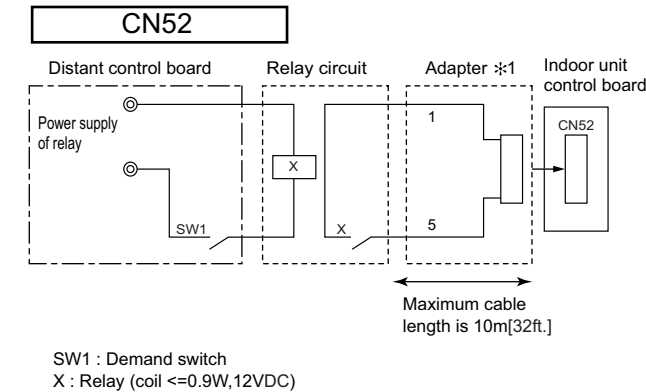 CN52
Distant control board
Relay circuit
Adapter ✻1
Indoor unit
control board
Power supply
of relay
X
SW1
X
1
5
CN52
Maximum cable
length is 10m[32ft.]
SW1 : Demand switch
X : Relay (coil <=0.9W,12VDC)